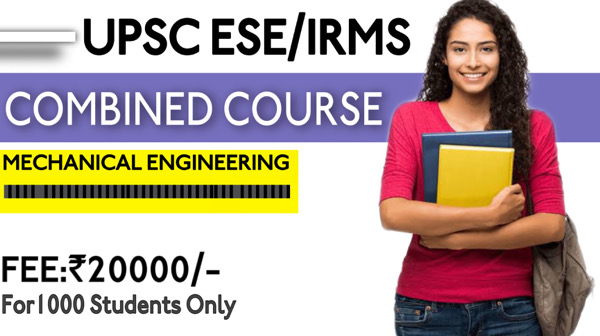 UPSC ESE/IRMS
COMBINED COURSE
MECHANICAL ENGINEERING
FEE:₹20000/-
For1000 Students Only